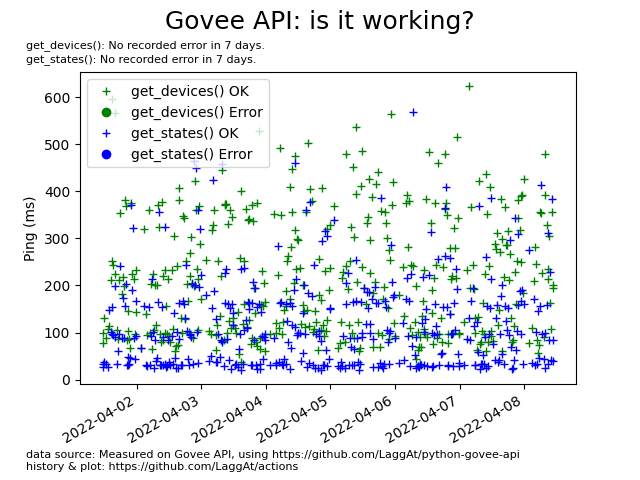 Govee API: is it working?
get_devices(): No recorded error in 7 days.
get_states(): No recorded error in 7 days.
get_devices() OK
get_devices() Error
get_states() OK
get_states() Error
Ping (ms)
600
500
400
300
200
100
0
2022-04-02
2022-04-03
2022-04-04
2022-04-05
2022-04-06
2022-04-07
2022-04-08
data source: Measured on Govee API, using https://github.com/LaggAt/python-govee-api
history & plot: https://github.com/LaggAt/actions